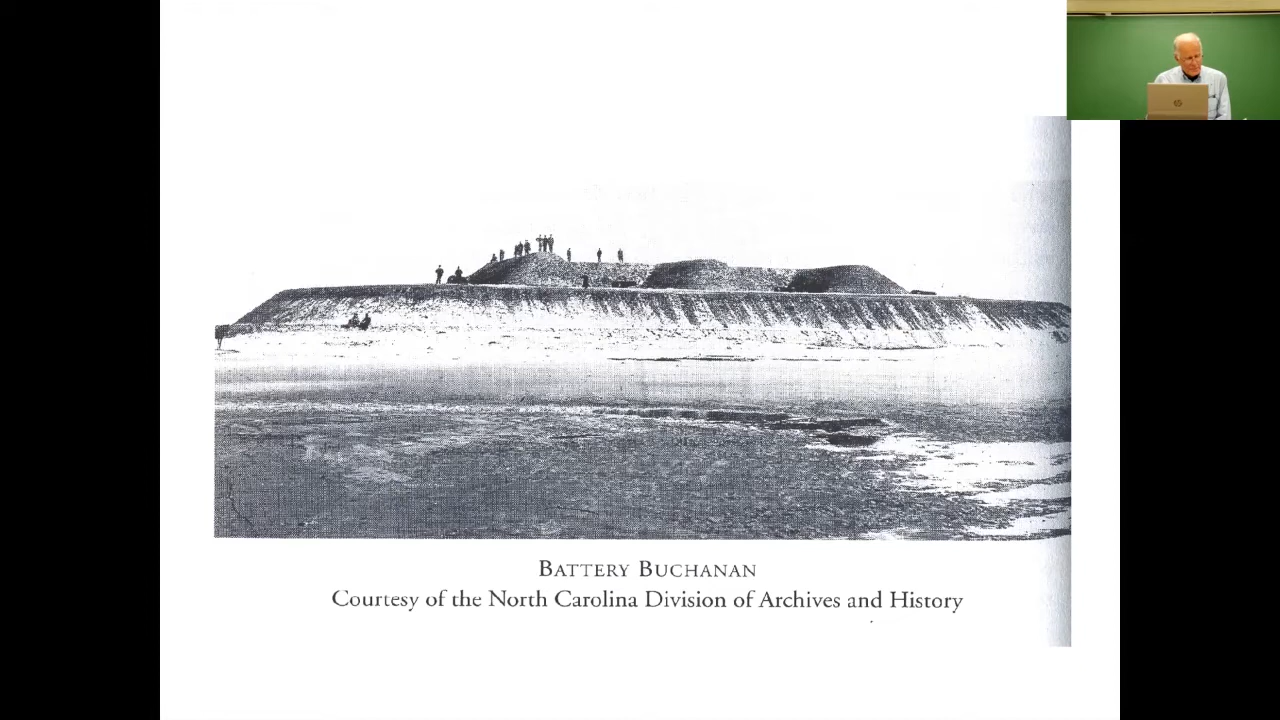 BATTERY BUCHANAN
Courtesy of the North Carolina Division of Archives and History